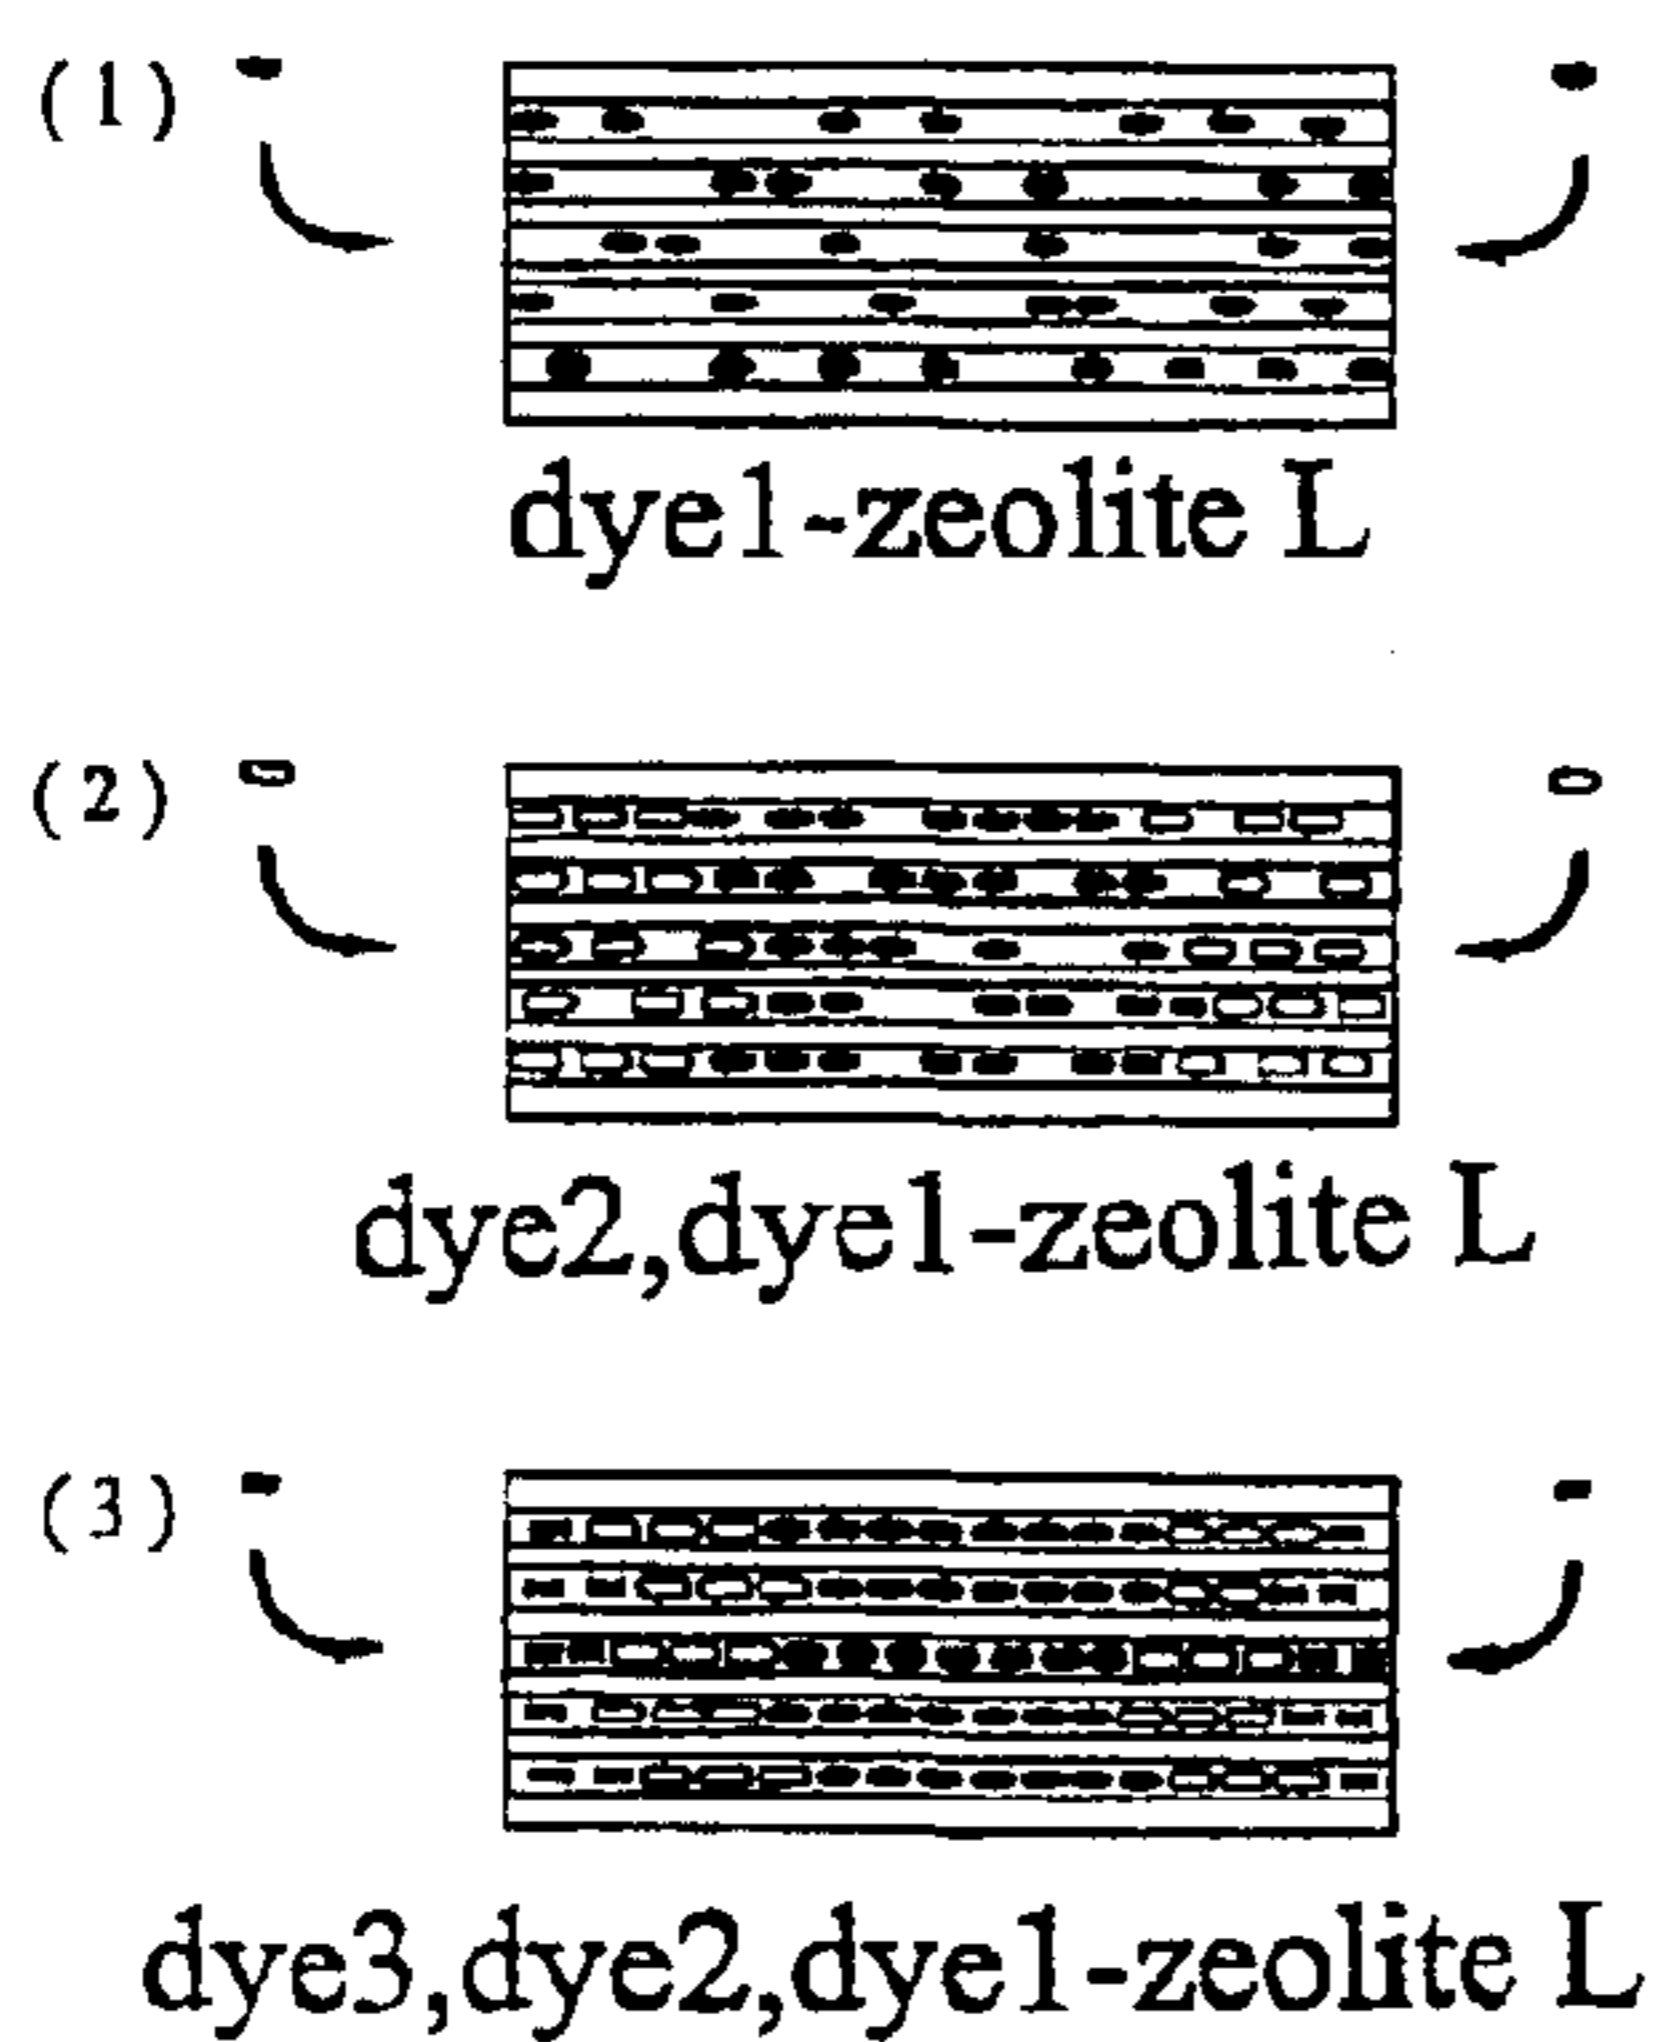 (1)
dye1-zeolite L
(2)
dye2,dye1-zeolite L
(3)
dye3,dye2,dye1-zeolite L